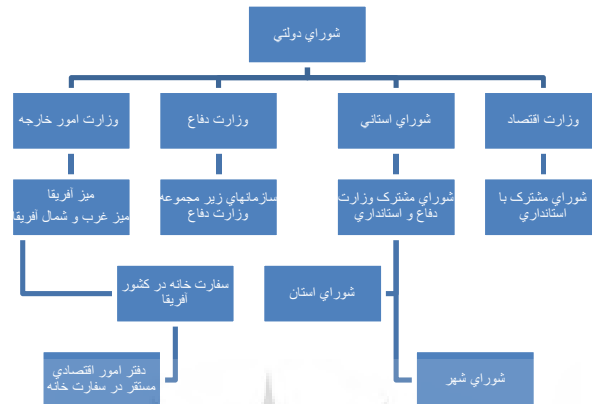 شوراي دولتي
وزارت اقتصاد
شوراي استاني
وزارت دفاع
وزارت امور خارجه
شوراي مشترک با
استانداري
شوراي مشترک وزارت
دفاع و استانداري
سازمانهاي زير مجموعه
وزارت دفاع
ميز آفريقا
ميز غرب و شمال آفريقا
شوراي استان
سفارت خانه در کشور
آفريقا
شوراي شهر
دفتر امور اقتصادي
مستقر در سفارت خانه